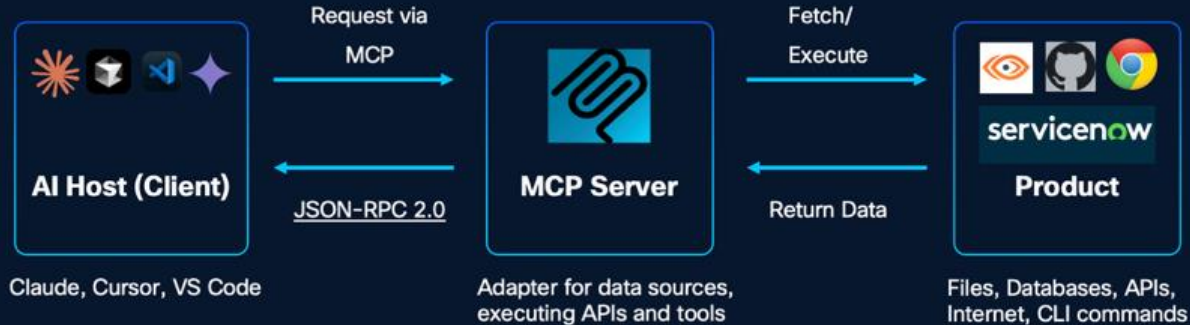 Request via
MCP
Fetch/
Execute
servicenow
AI Host (Client)
MCP Server
Product
JSON-RPC 2.0
Return Data
Claude, Cursor, VS Code
Adapter for data sources,
executing APIs and tools
Files, Databases, APIs,
Internet, CLI commands